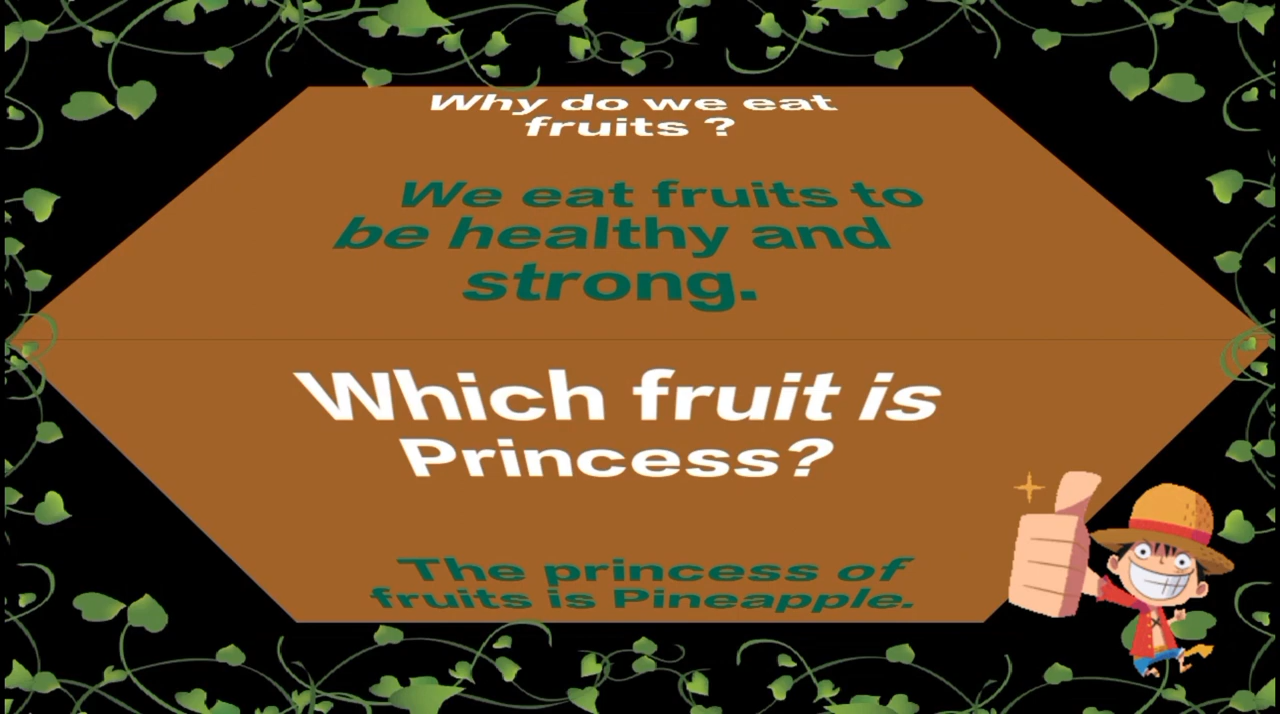 Why do we eat
fruits ?
We eat fruits to
be healthy and
strong.
Which fruit is
Princess?
The princess of
fruits is Pineapple.